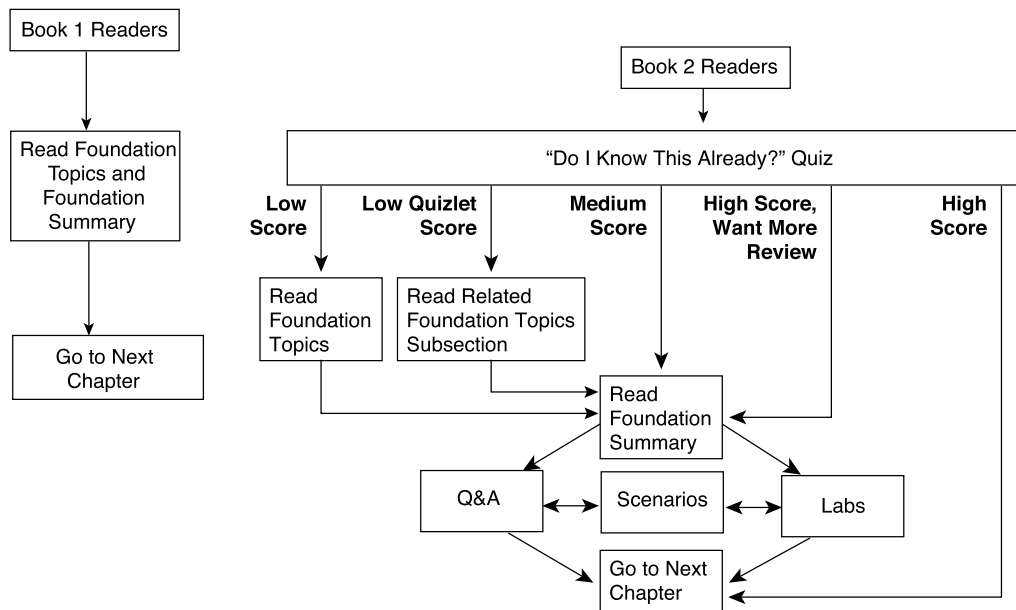 Book 1 Readers
Read Foundation
Topics and
Foundation
Summary
Go to Next
Chapter
Book 2 Readers
“Do I Know This Already?” Quiz
Low
Score
Low Quizlet
Score
Medium
Score
High Score,
Want More
Review
High
Score
Read
Foundation
Topics
Read Related
Foundation Topics
Subsection
Read
Foundation
Summary
Q&A
Scenarios
Labs
Go to Next
Chapter